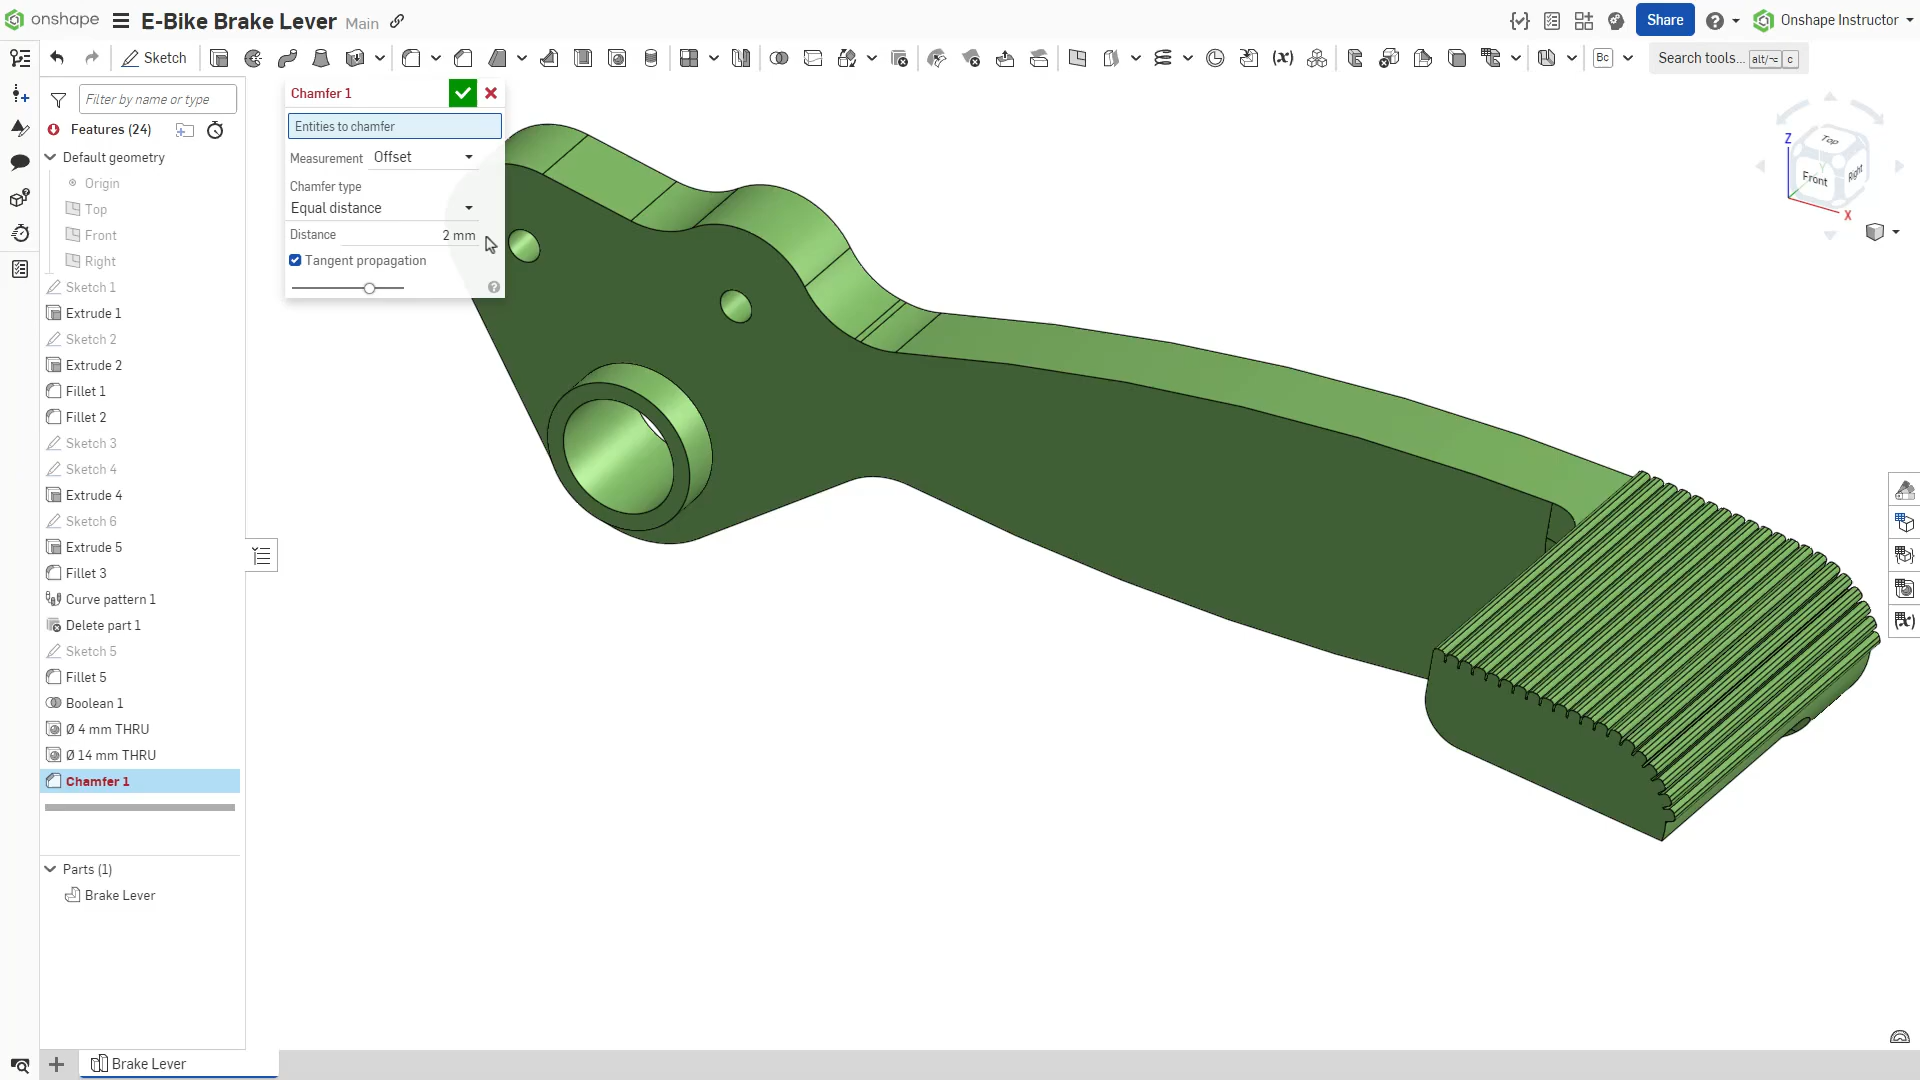 onshape E-Bike Brake Lever Main Share Onshape Instructor
Sketch Bc Search tools... alt/⌥ c
Filter by name or type
Features (24)
Default geometry
Origin
Top
Front
Right
Sketch 1
Extrude 1
Sketch 2
Extrude 2
Fillet 1
Fillet 2
Sketch 3
Sketch 4
Extrude 4
Sketch 6
Extrude 5
Fillet 3
Curve pattern 1
Delete part 1
Sketch 5
Fillet 5
Boolean 1
Ø 4 mm THRU
Ø 14 mm THRU
Chamfer 1
Parts (1)
Brake Lever
Chamfer 1
Entities to chamfer
Measurement Offset
Chamfer type
Equal distance
Distance 2 mm
Tangent propagation
Z
Top
Front
Right
X
Brake Lever